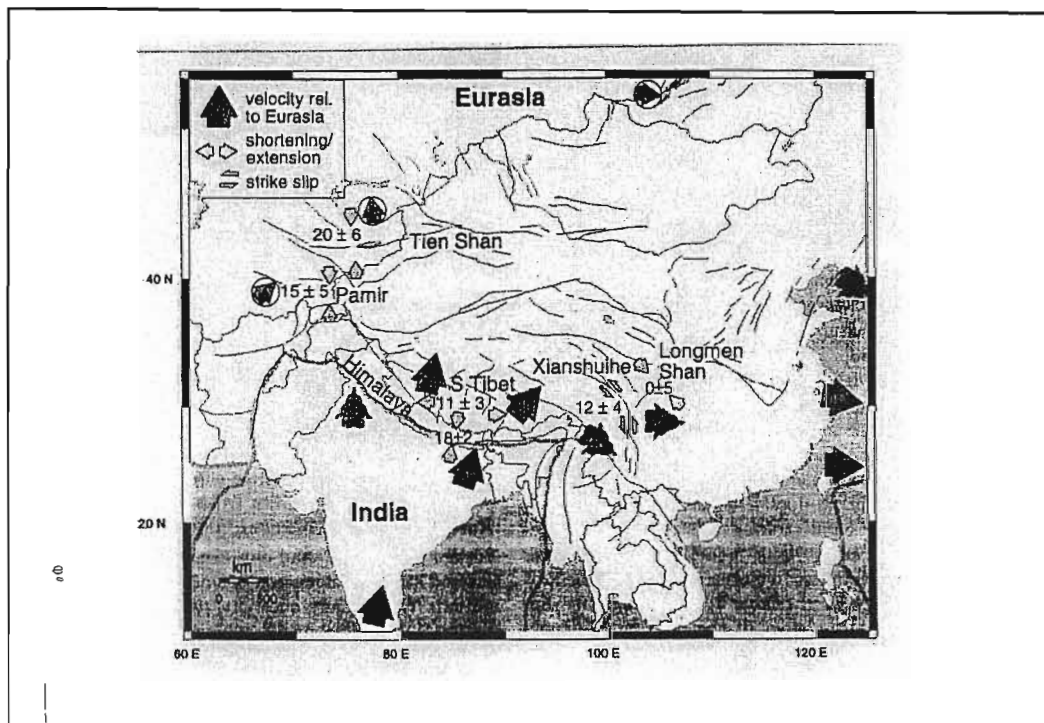 Eurasia
velocity rel.
to Eurasia
shortening/
extension
strike slip
20 ± 6
Tien Shan
40 N
15 ± 5
Pamir
Himalaya
S. Tibet
11 ± 3
18±2
Xianshuihe
12 ± 4
Longmen
Shan
0±5
India
20 N
km
0
60 E
80 E
100 E
120 E